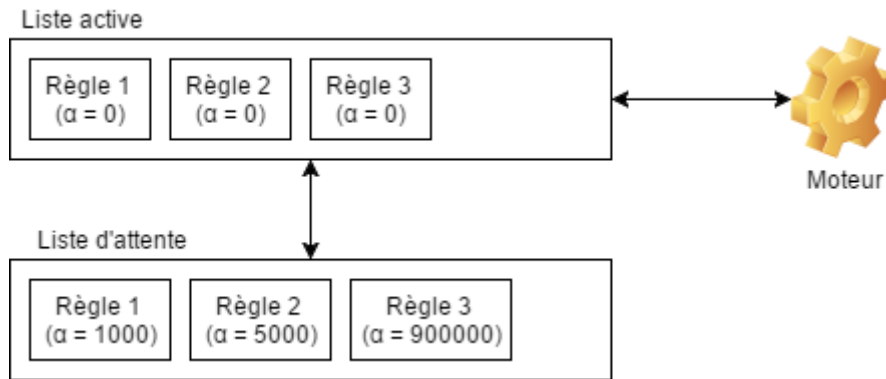 Liste active
Règle 1
(α = 0)
Règle 2
(α = 0)
Règle 3
(α = 0)
Moteur
Liste d'attente
Règle 1
(α = 1000)
Règle 2
(α = 5000)
Règle 3
(α = 900000)